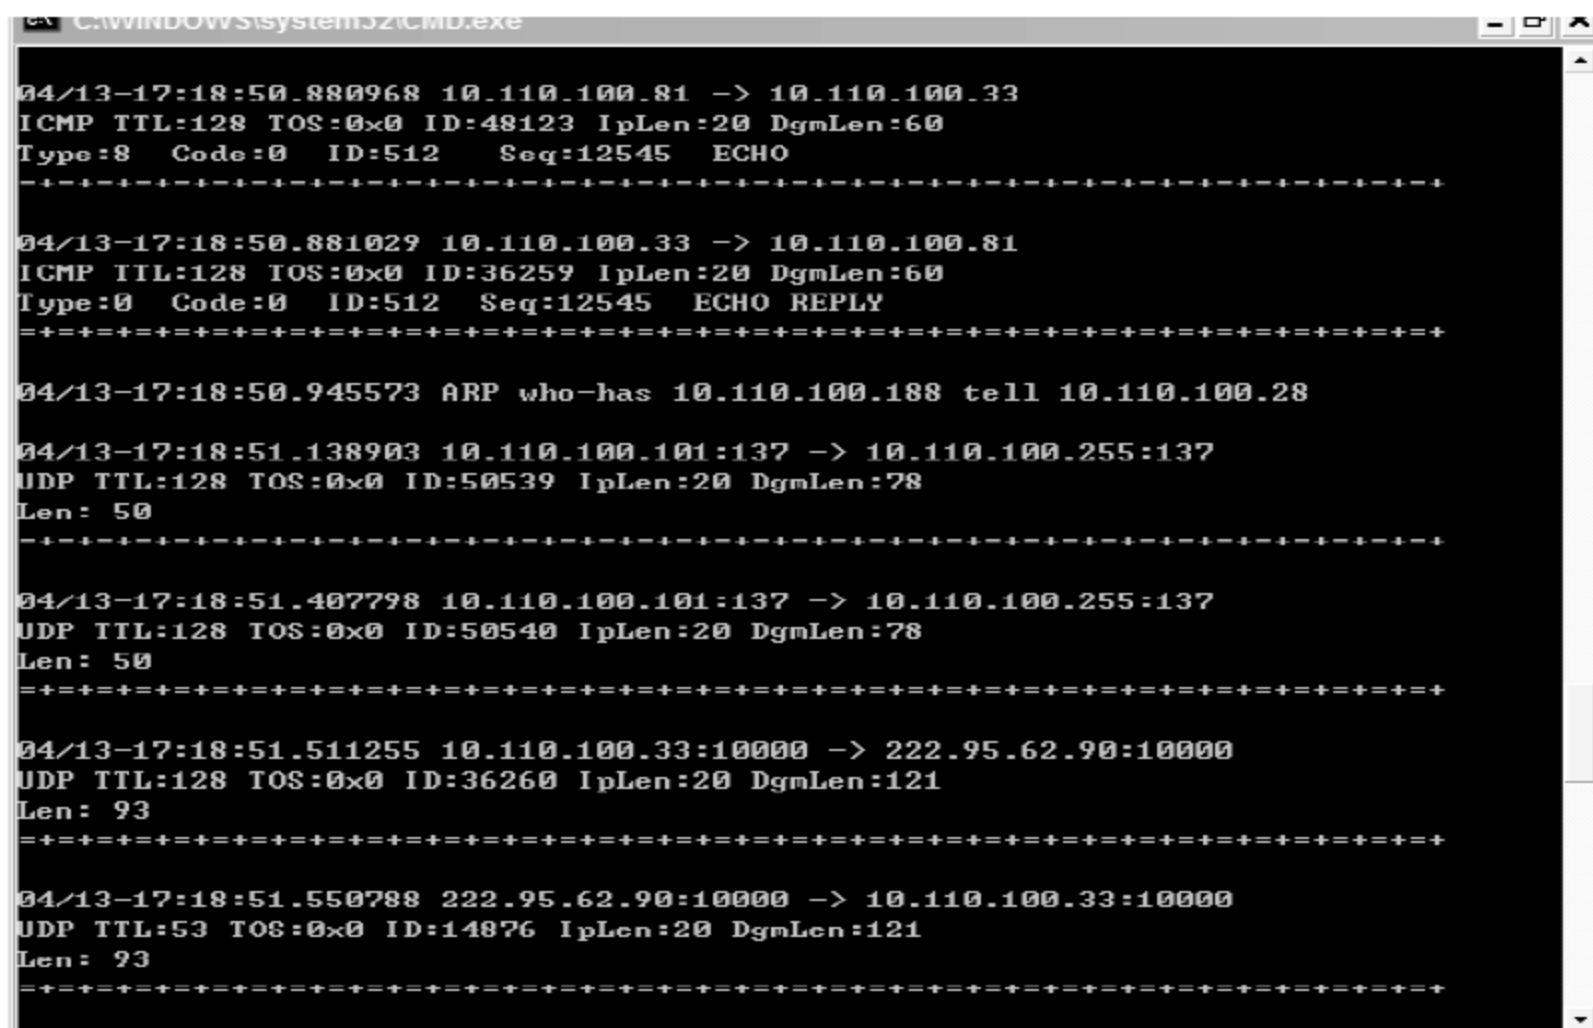 C:\WINDOWS\system32\CMD.exe
04/13-17:18:50.880968 10.110.100.81 -> 10.110.100.33
ICMP TTL:128 TOS:0x0 ID:48123 IpLen:20 DgmLen:60
Type:8  Code:0  ID:512   Seq:12545  ECHO
=+=+=+=+=+=+=+=+=+=+=+=+=+=+=+=+=+=+=+=+=+=+=+=+=+=+=+=+=+=+=+=+=+=+=+=+=+
04/13-17:18:50.881029 10.110.100.33 -> 10.110.100.81
ICMP TTL:128 TOS:0x0 ID:36259 IpLen:20 DgmLen:60
Type:0  Code:0  ID:512  Seq:12545  ECHO REPLY
=+=+=+=+=+=+=+=+=+=+=+=+=+=+=+=+=+=+=+=+=+=+=+=+=+=+=+=+=+=+=+=+=+=+=+=+=+
04/13-17:18:50.945573 ARP who-has 10.110.100.188 tell 10.110.100.28
04/13-17:18:51.138903 10.110.100.101:137 -> 10.110.100.255:137
UDP TTL:128 TOS:0x0 ID:50539 IpLen:20 DgmLen:78
Len: 50
=+=+=+=+=+=+=+=+=+=+=+=+=+=+=+=+=+=+=+=+=+=+=+=+=+=+=+=+=+=+=+=+=+=+=+=+=+
04/13-17:18:51.407798 10.110.100.101:137 -> 10.110.100.255:137
UDP TTL:128 TOS:0x0 ID:50540 IpLen:20 DgmLen:78
Len: 50
=+=+=+=+=+=+=+=+=+=+=+=+=+=+=+=+=+=+=+=+=+=+=+=+=+=+=+=+=+=+=+=+=+=+=+=+=+
04/13-17:18:51.511255 10.110.100.33:10000 -> 222.95.62.90:10000
UDP TTL:128 TOS:0x0 ID:36260 IpLen:20 DgmLen:121
Len: 93
=+=+=+=+=+=+=+=+=+=+=+=+=+=+=+=+=+=+=+=+=+=+=+=+=+=+=+=+=+=+=+=+=+=+=+=+=+
04/13-17:18:51.550788 222.95.62.90:10000 -> 10.110.100.33:10000
UDP TTL:53 TOS:0x0 ID:14876 IpLen:20 DgmLen:121
Len: 93
=+=+=+=+=+=+=+=+=+=+=+=+=+=+=+=+=+=+=+=+=+=+=+=+=+=+=+=+=+=+=+=+=+=+=+=+=+